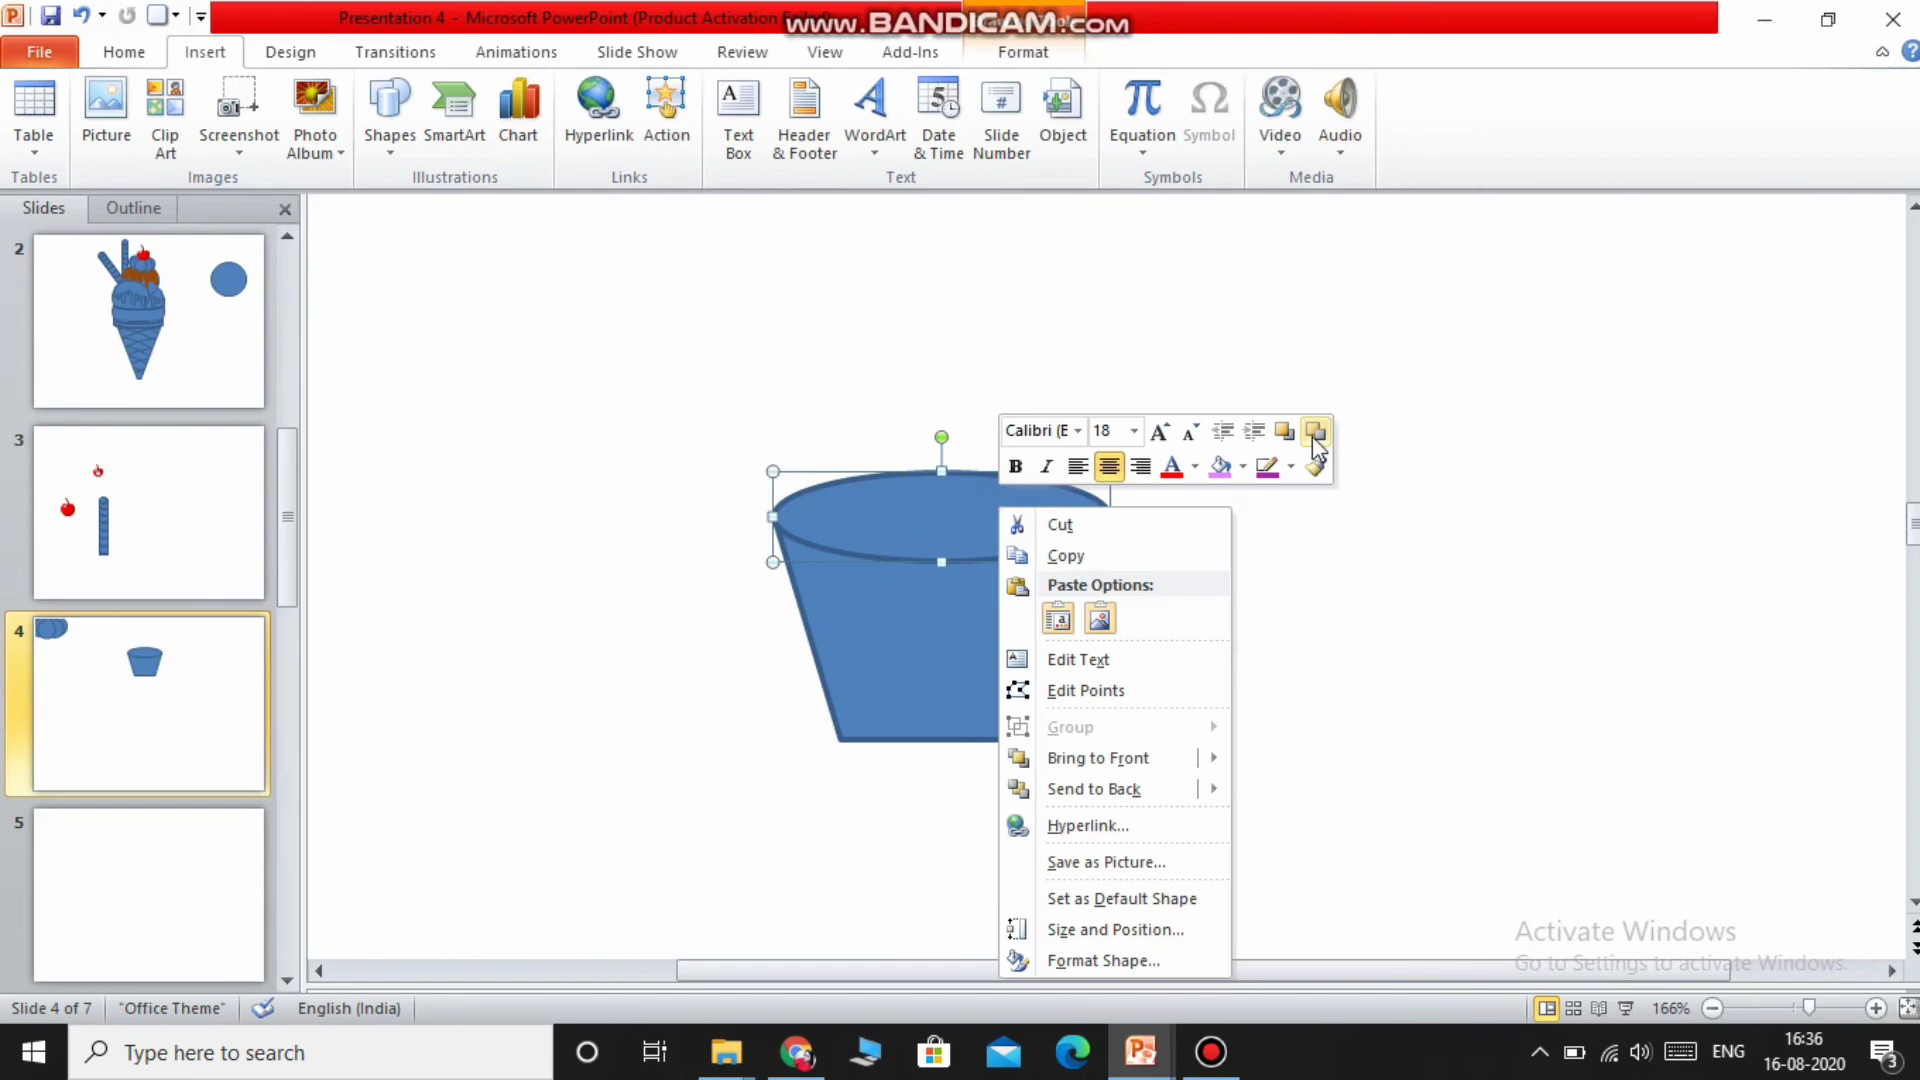 Presentation 4 - Microsoft PowerPoint (Product Activation
www.BANDICAM.com
File Home Insert Design Transitions Animations Slide Show Review View Add-Ins Format
Table Picture Clip Art Screenshot Photo Album Shapes SmartArt Chart Hyperlink Action Text Box Header & Footer WordArt Date & Time Slide Number Object Equation Symbol Video Audio
Tables Images Illustrations Links Text Symbols Media
Slides Outline
2
3
4
5
Calibri (E 18
B I
Cut
Copy
Paste Options:
Edit Text
Edit Points
Group
Bring to Front
Send to Back
Hyperlink...
Save as Picture...
Set as Default Shape
Size and Position...
Format Shape...
Activate Windows
Go to Settings to activate Windows.
Slide 4 of 7 "Office Theme" English (India) 166%
Type here to search
ENG
16:36
16-08-2020
3